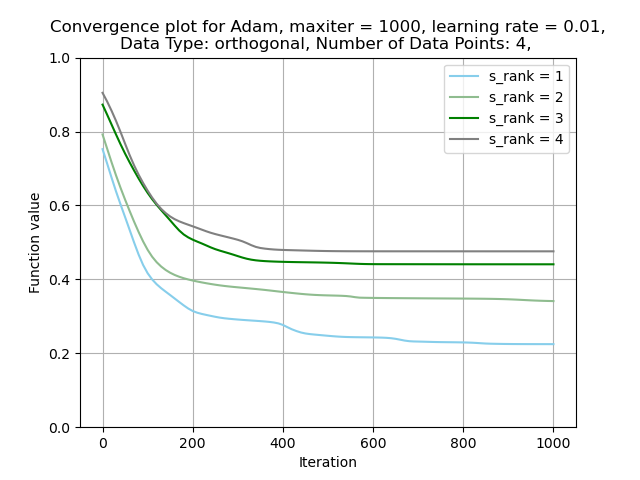 Convergence plot for Adam, maxiter = 1000, learning rate = 0.01,
Data Type: orthogonal, Number of Data Points: 4,
s_rank = 1
s_rank = 2
s_rank = 3
s_rank = 4
Function value
1.0
0.8
0.6
0.4
0.2
0.0
0 200 400 600 800 1000
Iteration